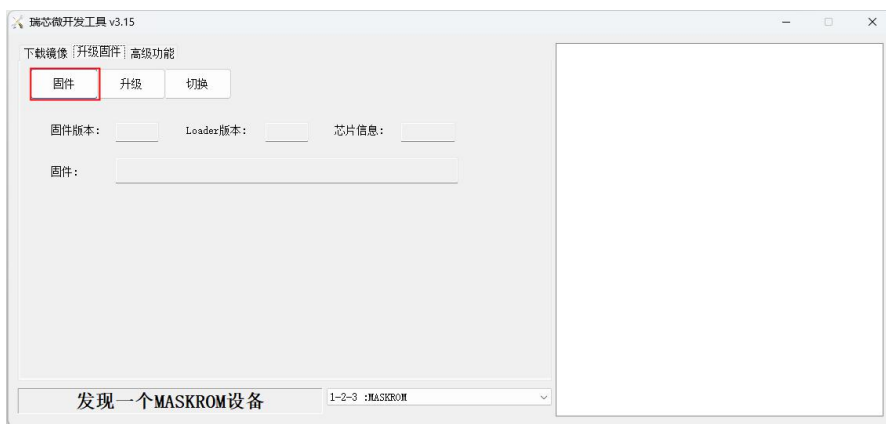 瑞芯微开发工具 v3.15
下载镜像 升级固件 高级功能
固件 升级 切换
固件版本: Loader版本: 芯片信息:
固件:
发现一个MASKROM设备 1-2-3 :MASKROM